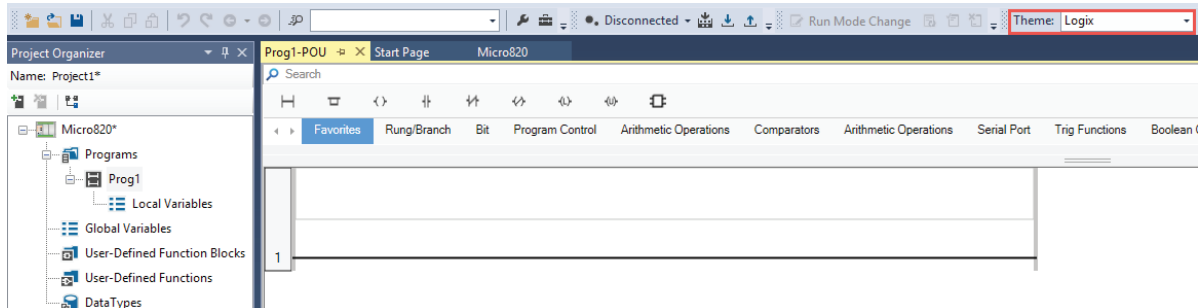 Disconnected Run Mode Change Theme: Logix
Project Organizer Prog1-POU Start Page Micro820
Name: Project1* Search
Favorites Rung/Branch Bit Program Control Arithmetic Operations Comparators Arithmetic Operations Serial Port Trig Functions Boolean
Micro820*
Programs
Prog1
Local Variables
Global Variables
User-Defined Function Blocks
1
User-Defined Functions
DataTypes